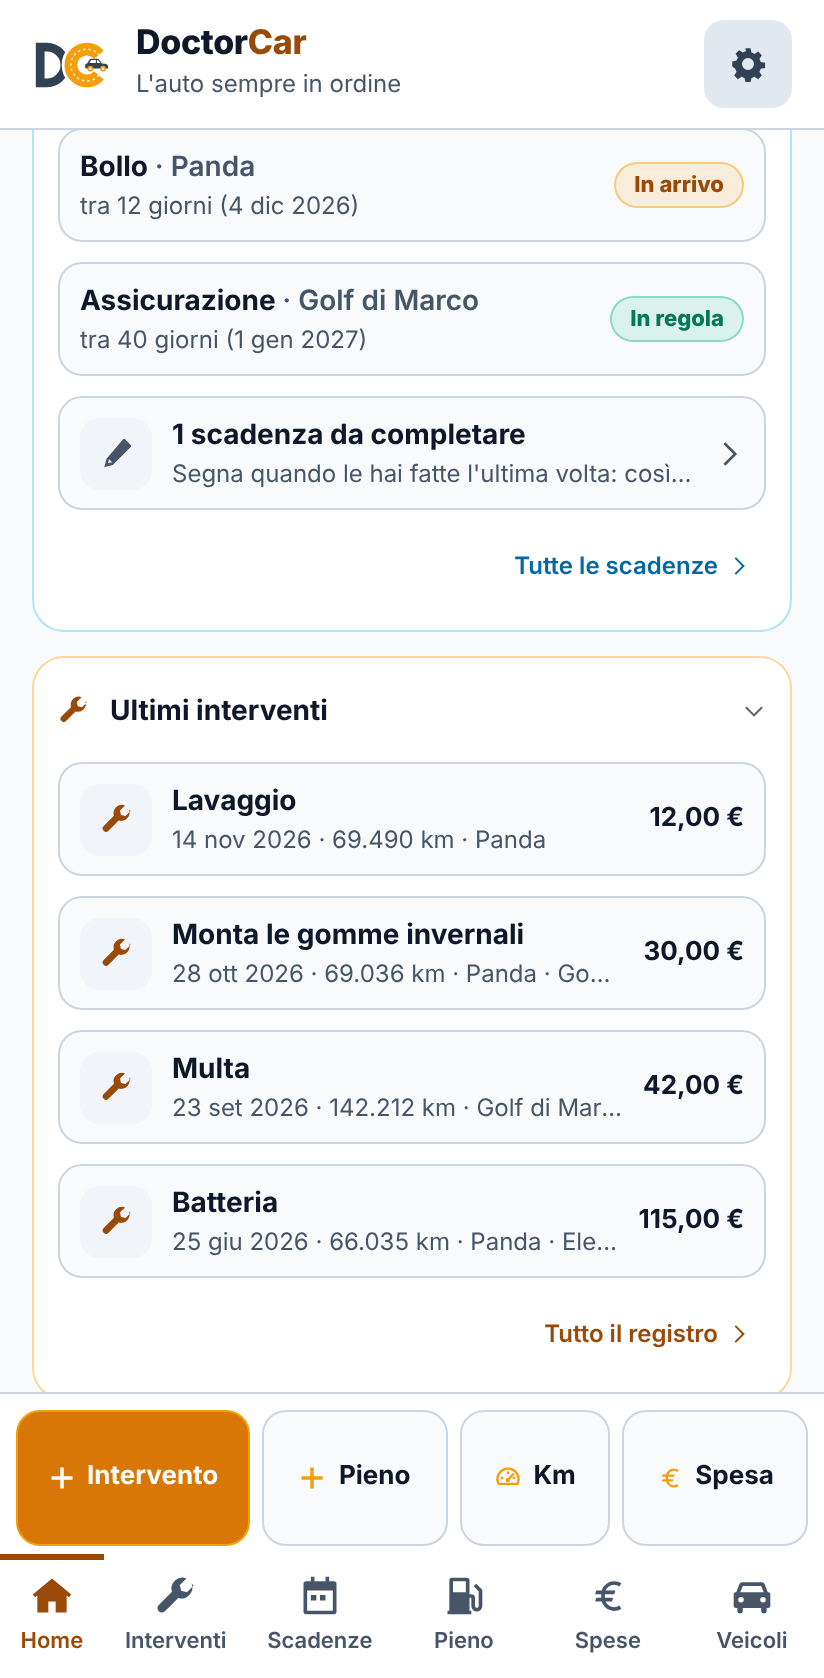 DC
DoctorCar
L'auto sempre in ordine
Bollo · Panda
tra 12 giorni (4 dic 2026)
In arrivo
Assicurazione · Golf di Marco
tra 40 giorni (1 gen 2027)
In regola
1 scadenza da completare
Segna quando le hai fatte l'ultima volta: così...
Tutte le scadenze
Ultimi interventi
Lavaggio
14 nov 2026 · 69.490 km · Panda
12,00 €
Monta le gomme invernali
28 ott 2026 · 69.036 km · Panda · Go...
30,00 €
Multa
23 set 2026 · 142.212 km · Golf di Mar...
42,00 €
Batteria
25 giu 2026 · 66.035 km · Panda · Ele...
115,00 €
Tutto il registro
+ Intervento
+ Pieno
Km
€ Spesa
Home
Interventi
Scadenze
Pieno
€
Spese
Veicoli